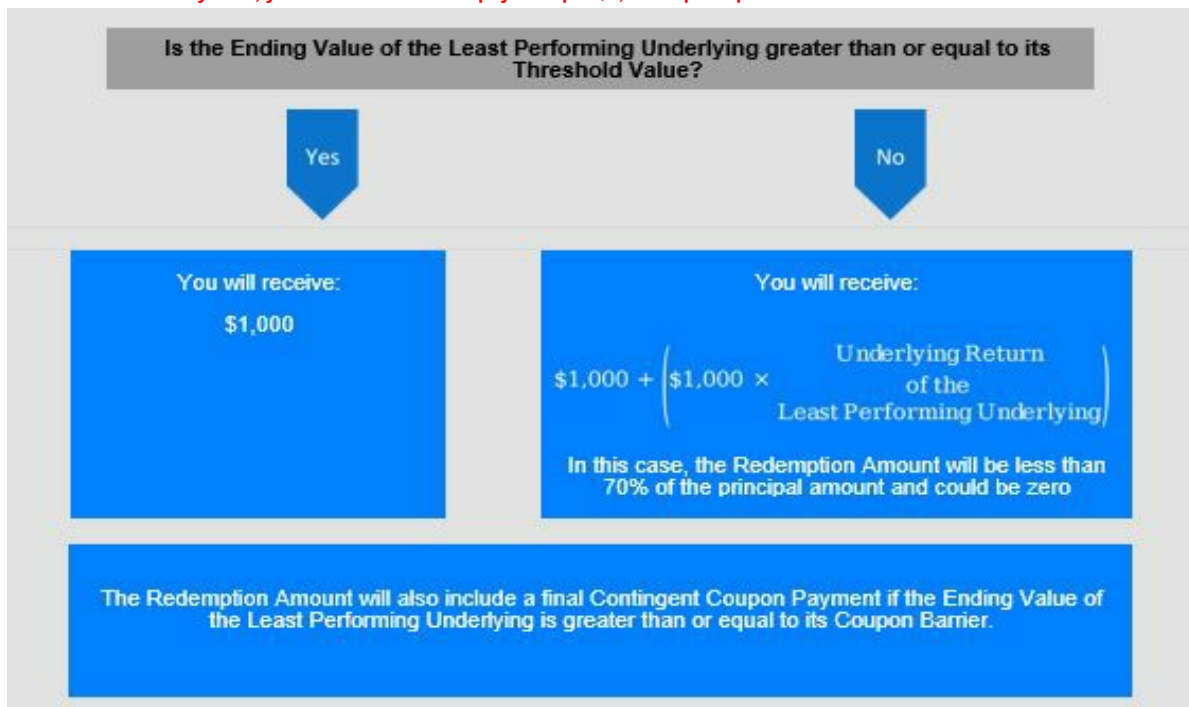 Is the Ending Value of the Least Performing Underlying greater than or equal to its
Threshold Value?
Yes
No
You will receive:
$1,000
You will receive:
$1,000 + ($1,000 × Underlying Return
of the
Least Performing Underlying)
In this case, the Redemption Amount will be less than
70% of the principal amount and could be zero
The Redemption Amount will also include a final Contingent Coupon Payment if the Ending Value of
the Least Performing Underlying is greater than or equal to its Coupon Barrier.